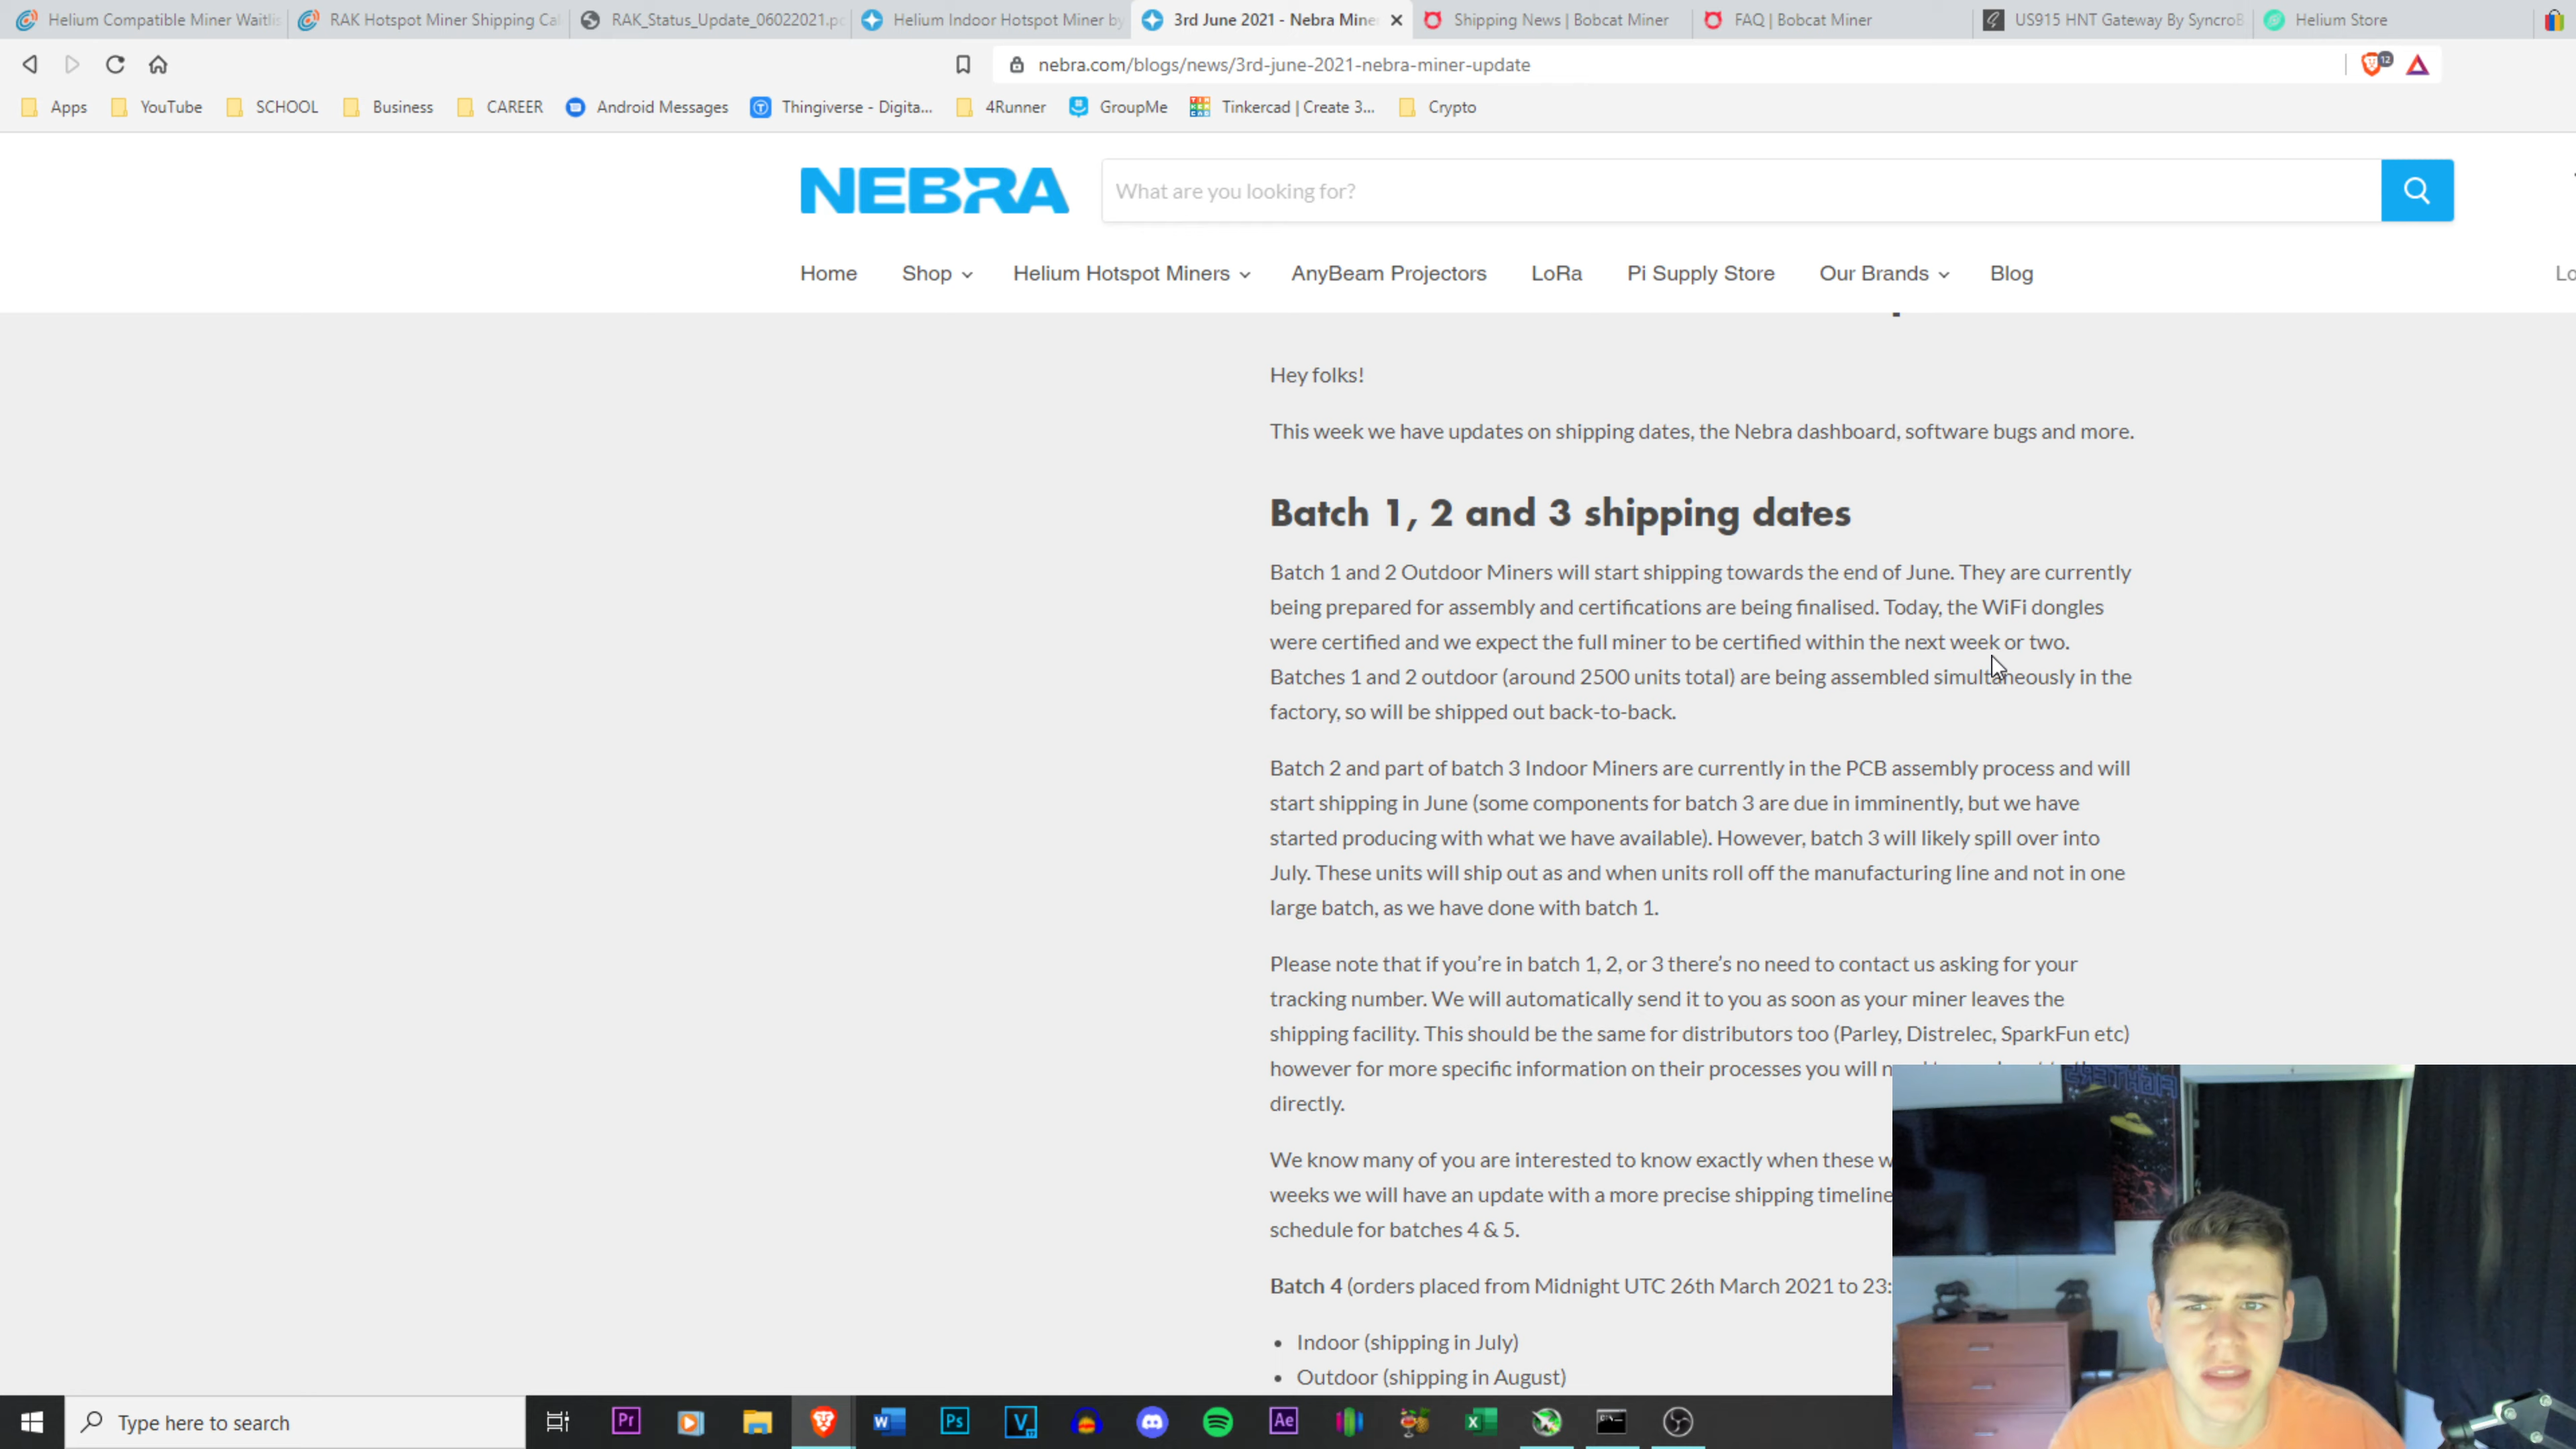 Helium Compatible Miner Waitli
RAK Hotspot Miner Shipping Cal
RAK_Status_Update_06022021.pd
Helium Indoor Hotspot Miner by
3rd June 2021 - Nebra Mine
Shipping News | Bobcat Miner
FAQ | Bobcat Miner
US915 HNT Gateway By SyncroB
Helium Store
nebra.com/blogs/news/3rd-june-2021-nebra-miner-update
12
Apps
YouTube
SCHOOL
Business
CAREER
Android Messages
Thingiverse - Digita...
4Runner
GroupMe
Tinkercad | Create 3...
Crypto
NEBRA
What are you looking for?
Home
Shop
Helium Hotspot Miners
AnyBeam Projectors
LoRa
Pi Supply Store
Our Brands
Blog
Lo
Hey folks!
This week we have updates on shipping dates, the Nebra dashboard, software bugs and more.
Batch 1, 2 and 3 shipping dates
Batch 1 and 2 Outdoor Miners will start shipping towards the end of June. They are currently
being prepared for assembly and certifications are being finalised. Today, the WiFi dongles
were certified and we expect the full miner to be certified within the next week or two.
Batches 1 and 2 outdoor (around 2500 units total) are being assembled simultaneously in the
factory, so will be shipped out back-to-back.
Batch 2 and part of batch 3 Indoor Miners are currently in the PCB assembly process and will
start shipping in June (some components for batch 3 are due in imminently, but we have
started producing with what we have available). However, batch 3 will likely spill over into
July. These units will ship out as and when units roll off the manufacturing line and not in one
large batch, as we have done with batch 1.
Please note that if you're in batch 1, 2, or 3 there's no need to contact us asking for your
tracking number. We will automatically send it to you as soon as your miner leaves the
shipping facility. This should be the same for distributors too (Parley, Distrelec, SparkFun etc)
however for more specific information on their processes you will
directly.
We know many of you are interested to know exactly when these
weeks we will have an update with a more precise shipping timeline
schedule for batches 4 & 5.
Batch 4 (orders placed from Midnight UTC 26th March 2021 to 23:
• Indoor (shipping in July)
• Outdoor (shipping in August)
Type here to search
Pr
W
Ps
V
Ae
X